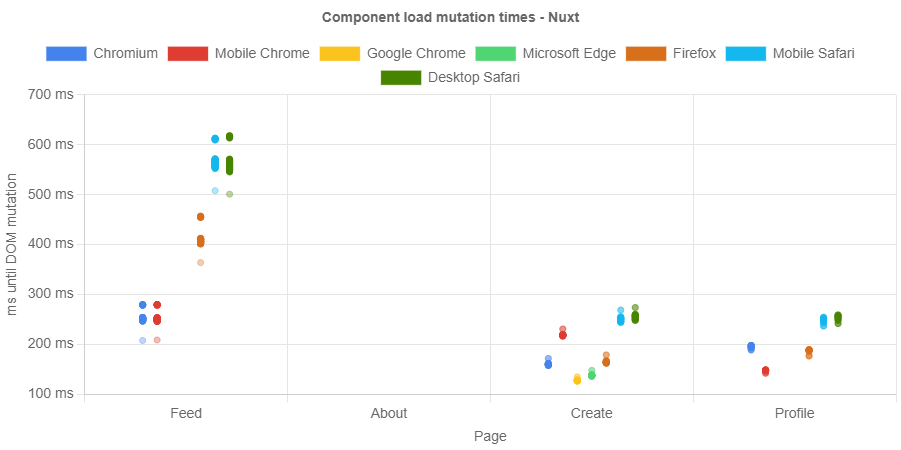 Component load mutation times - Nuxt
Chromium Mobile Chrome Google Chrome Microsoft Edge Firefox Mobile Safari
Desktop Safari
700 ms
600 ms
500 ms
400 ms
300 ms
200 ms
100 ms
ms until DOM mutation
Feed About Create Profile
Page